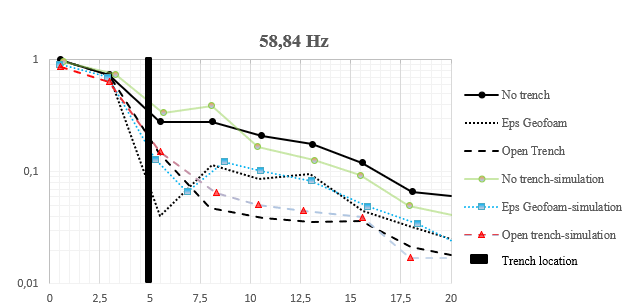 58,84 Hz
1
0,1
0,01
0
2,5
5
7,5
10
12,5
15
17,5
20
No trench
Eps Geofoam
Open Trench
No trench-simulation
Eps Geofoam-simulation
Open trench-simulation
Trench location